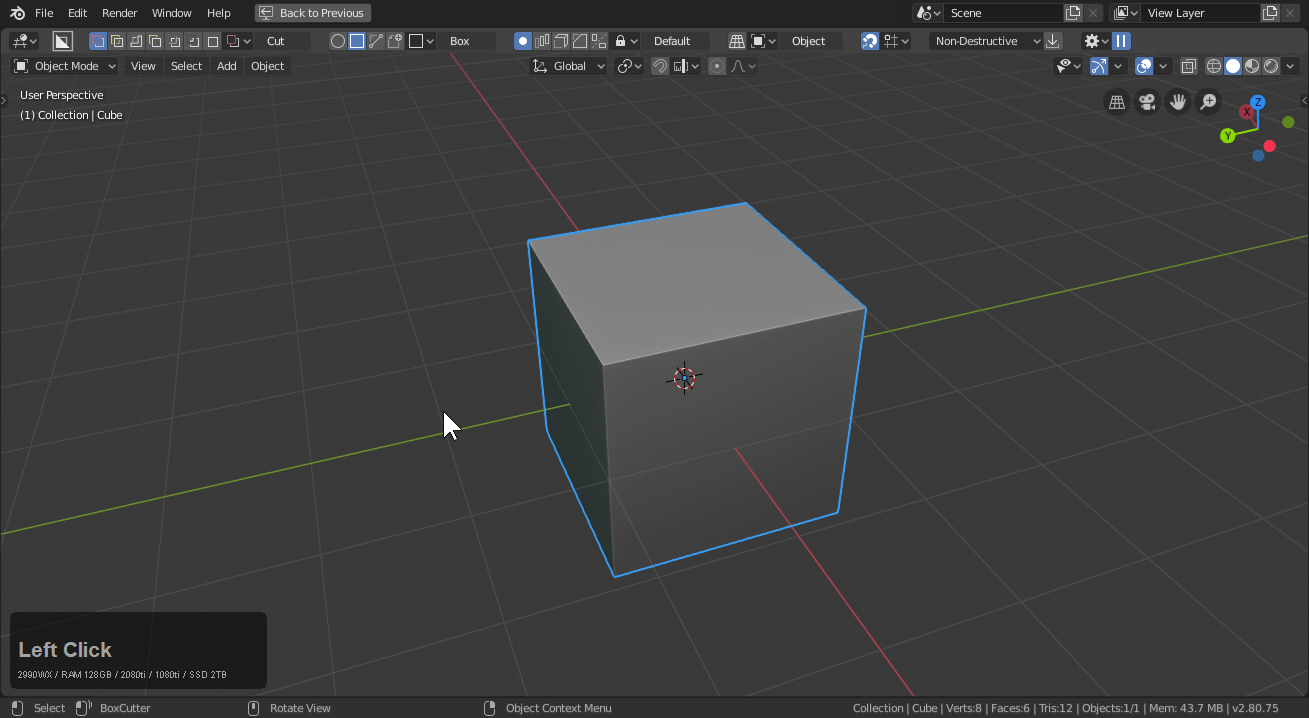 File Edit Render Window Help Back to Previous Scene View Layer
Cut Box Default Object Non-Destructive
Object Mode View Select Add Object Global
User Perspective
(1) Collection | Cube
Z
X
Y
Left Click
2990WX / RAM 128GB / 2080ti / 1080ti / SSD 2TB
Select BoxCutter Rotate View Object Context Menu Collection | Cube | Verts:8 | Faces:6 | Tris:12 | Objects:1/1 | Mem: 43.7 MB | v2.80.75